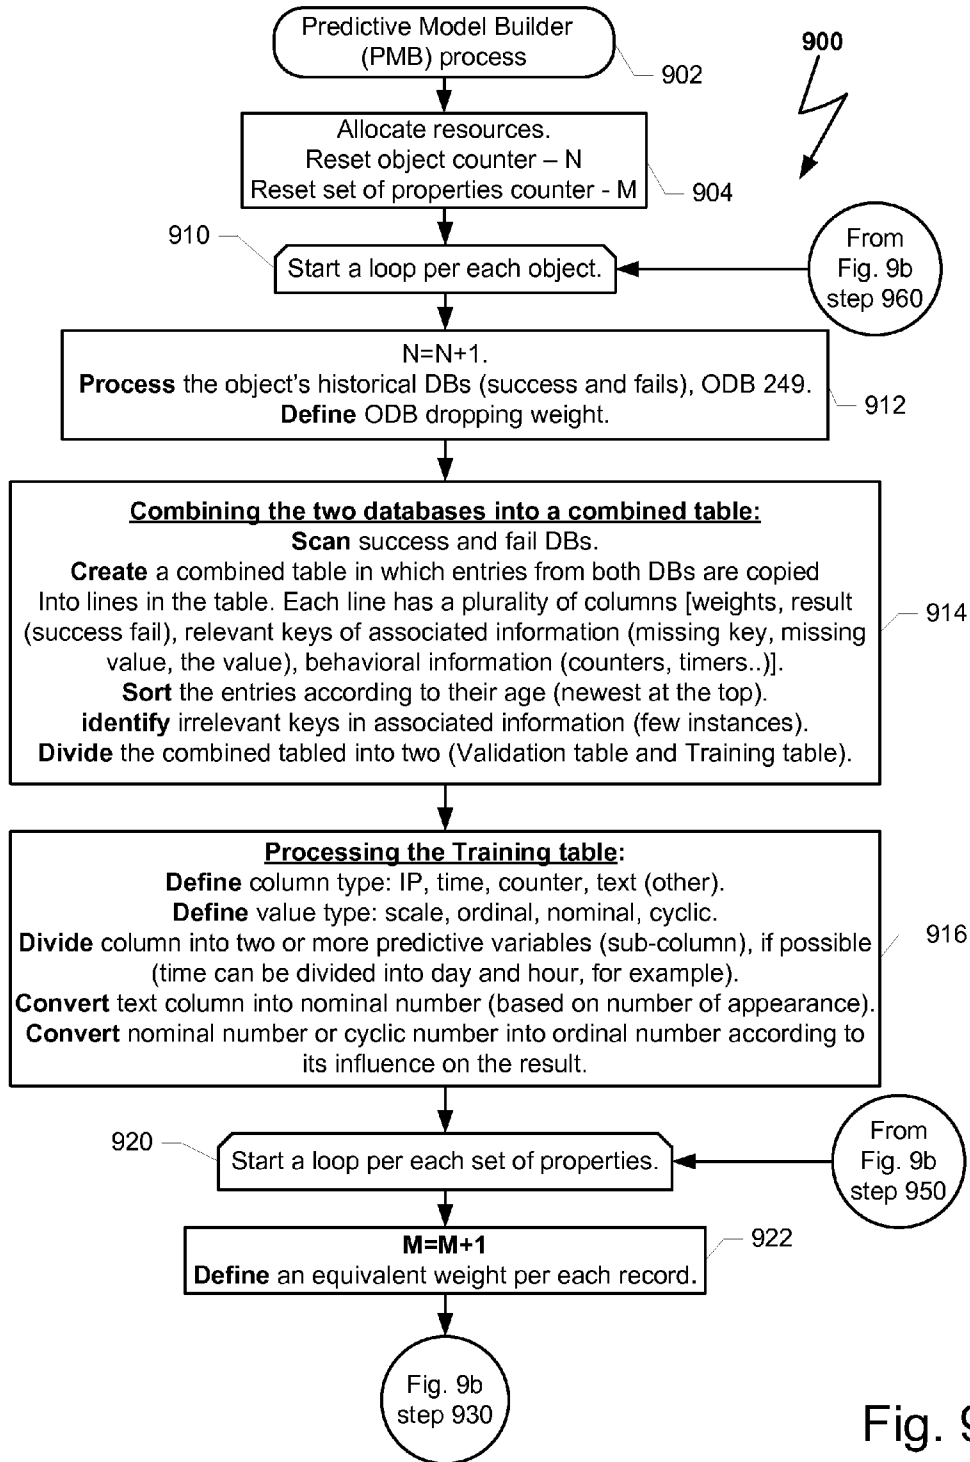 Predictive Model Builder
(PMB) process
902
900
Allocate resources.
Reset object counter – N
Reset set of properties counter - M
904
910
Start a loop per each object.
From
Fig. 9b
step 960
N=N+1.
Process the object's historical DBs (success and fails), ODB 249.
Define ODB dropping weight.
912
Combining the two databases into a combined table:
Scan success and fail DBs.
Create a combined table in which entries from both DBs are copied
Into lines in the table. Each line has a plurality of columns [weights, result
(success fail), relevant keys of associated information (missing key, missing
value, the value), behavioral information (counters, timers..)].
Sort the entries according to their age (newest at the top).
identify irrelevant keys in associated information (few instances).
Divide the combined tabled into two (Validation table and Training table).
914
Processing the Training table:
Define column type: IP, time, counter, text (other).
Define value type: scale, ordinal, nominal, cyclic.
Divide column into two or more predictive variables (sub-column), if possible
(time can be divided into day and hour, for example).
Convert text column into nominal number (based on number of appearance).
Convert nominal number or cyclic number into ordinal number according to
its influence on the result.
916
920
Start a loop per each set of properties.
From
Fig. 9b
step 950
M=M+1
Define an equivalent weight per each record.
922
Fig. 9b
step 930
Fig. 9